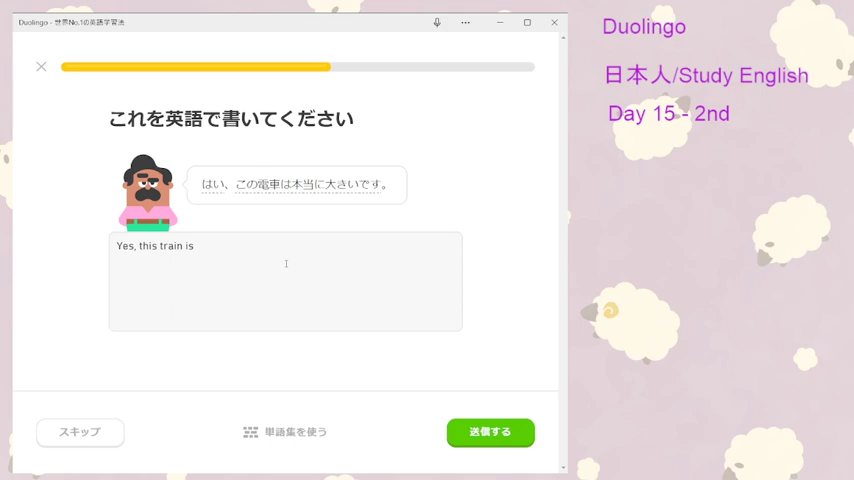 Duolingo - 世界No.1の英語学習法
これを英語で書いてください
はい、この電車は本当に大きいです。
Yes, this train is
スキップ
単語集を使う
送信する
Duolingo
日本人/Study English
Day 15 - 2nd